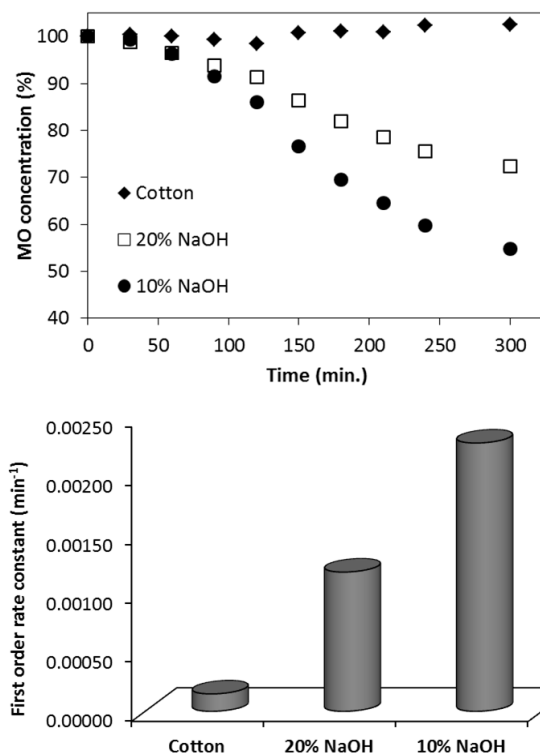 100
90
80
70
60
50
40
MO concentration (%)
Cotton
20% NaOH
10% NaOH
0 50 100 150 200 250 300
Time (min.)
0.00250
0.00200
0.00150
0.00100
0.00050
0.00000
First order rate constant (min-1)
Cotton 20% NaOH 10% NaOH